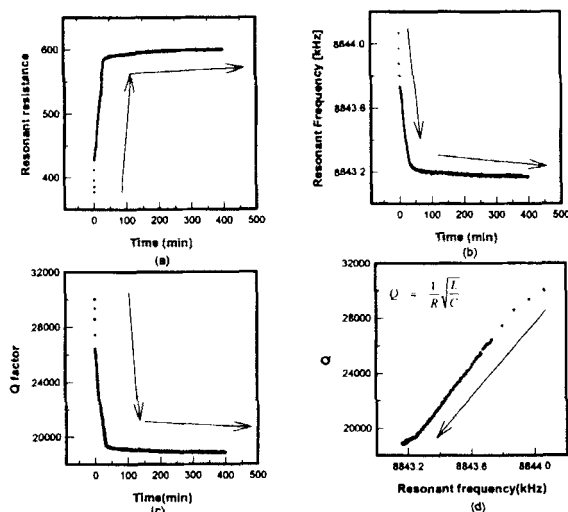 600
500
400
Resonant resistance
0 100 200 300 400 500
Time (min)
(a)
8844.0
8843.6
8843.2
Resonant Frequency [kHz]
0 100 200 300 400 500
Time (min)
(b)
32000
28000
24000
20000
Q factor
0 100 200 300 400 500
Time(min)
(c)
32000
28000
24000
20000
Q
Q = 1/R √L/C
8843.2 8843.6 8844.0
Resonant frequency(kHz)
(d)